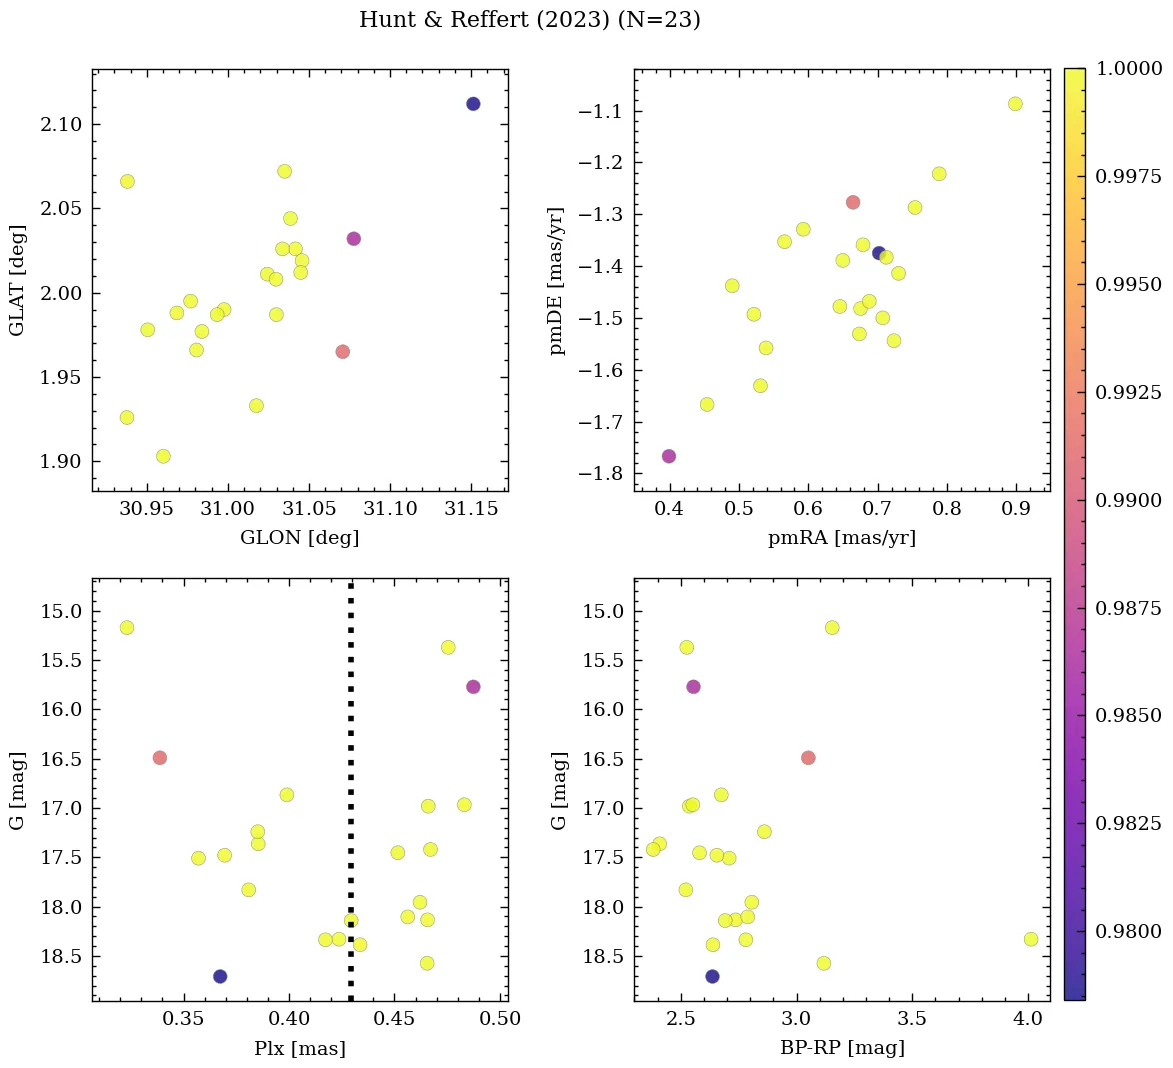 Hunt & Reffert (2023) (N=23)
2.10
2.05
2.00
1.95
1.90
GLAT [deg]
30.95 31.00 31.05 31.10 31.15
GLON [deg]
−1.1
−1.2
−1.3
−1.4
−1.5
−1.6
−1.7
−1.8
pmDE [mas/yr]
0.4 0.5 0.6 0.7 0.8 0.9
pmRA [mas/yr]
15.0
15.5
16.0
16.5
17.0
17.5
18.0
18.5
G [mag]
0.35 0.40 0.45 0.50
Plx [mas]
15.0
15.5
16.0
16.5
17.0
17.5
18.0
18.5
G [mag]
2.5 3.0 3.5 4.0
BP-RP [mag]
1.0000
0.9975
0.9950
0.9925
0.9900
0.9875
0.9850
0.9825
0.9800